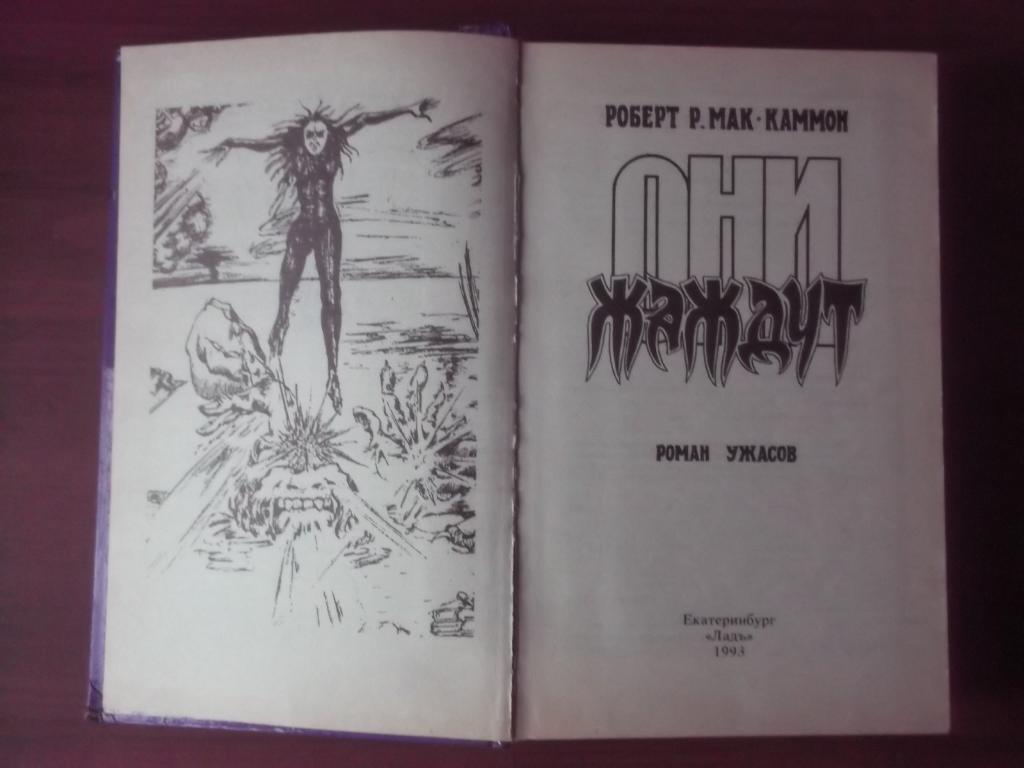 РОБЕРТ Р. МАК·КАММОН
ОНИ
ЖАЖДУТ
РОМАН УЖАСОВ
Екатеринбург
«Ладъ»
1993